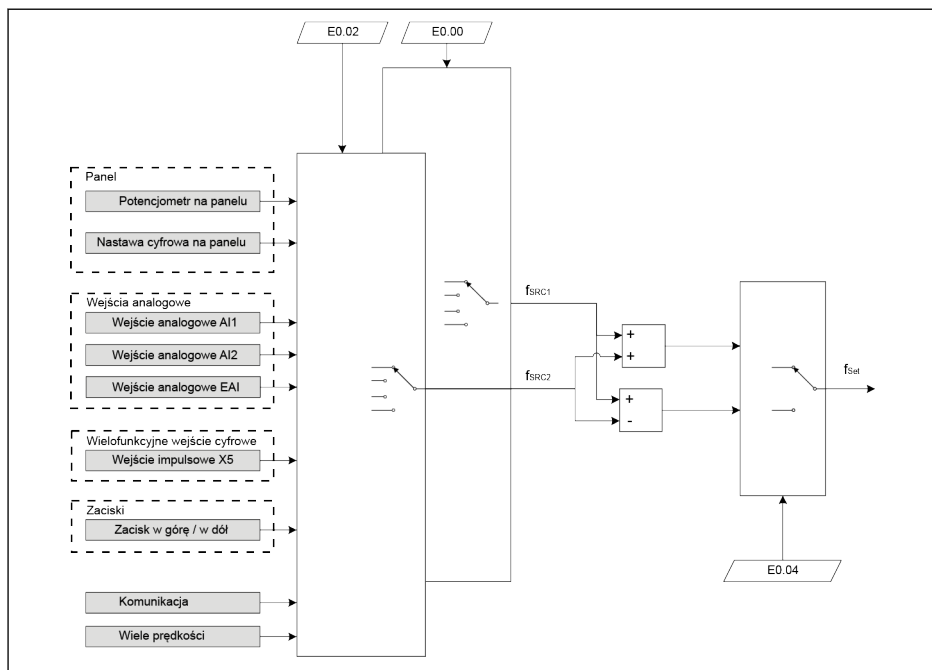 E0.02
E0.00
Panel
Potencjometr na panelu
Nastawa cyfrowa na panelu
Wejścia analogowe
Wejście analogowe AI1
Wejście analogowe AI2
Wejście analogowe EAI
Wielofunkcyjne wejście cyfrowe
Wejście impulsowe X5
Zaciski
Zacisk w górę / w dół
Komunikacja
Wiele prędkości
fSRC1
fSRC2
+
+
+
-
fSet
E0.04